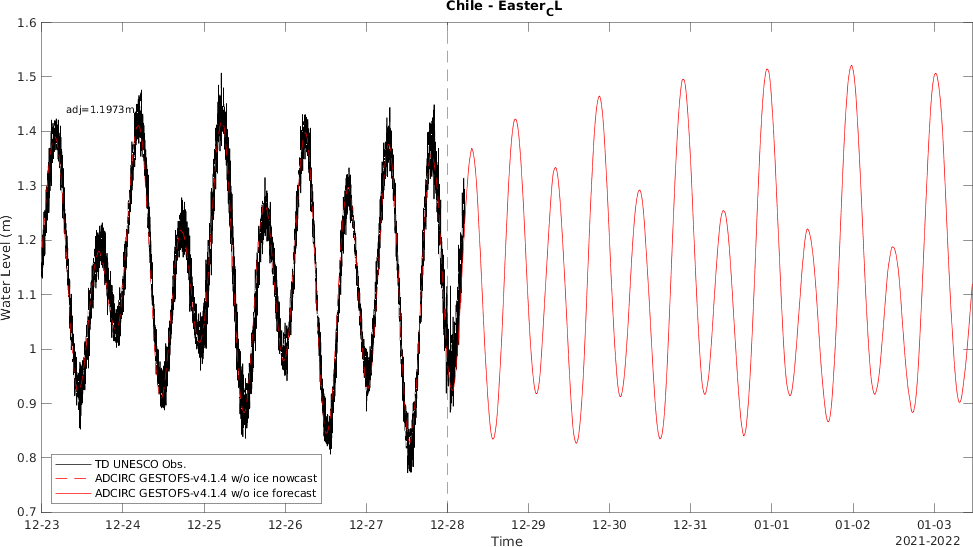 Chile - Easter_CL
1.6
1.5
adj=1.1973m
1.4
1.3
1.2
1.1
1
0.9
0.8
0.7
Water Level (m)
TD UNESCO Obs.
ADCIRC GESTOFS-v4.1.4 w/o ice nowcast
ADCIRC GESTOFS-v4.1.4 w/o ice forecast
12-23 12-24 12-25 12-26 12-27 12-28 12-29 12-30 12-31 01-01 01-02 01-03
Time
2021-2022